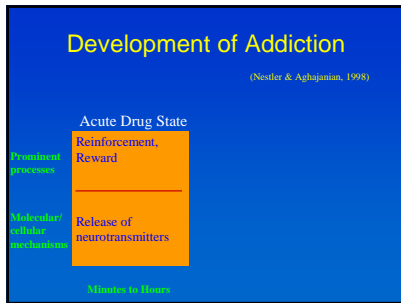 Development of Addiction
(Nestler & Aghajanian, 1998)
Acute Drug State
Prominent
processes
Reinforcement,
Reward
Molecular/
cellular
mechanisms
Release of
neurotransmitters
Minutes to Hours